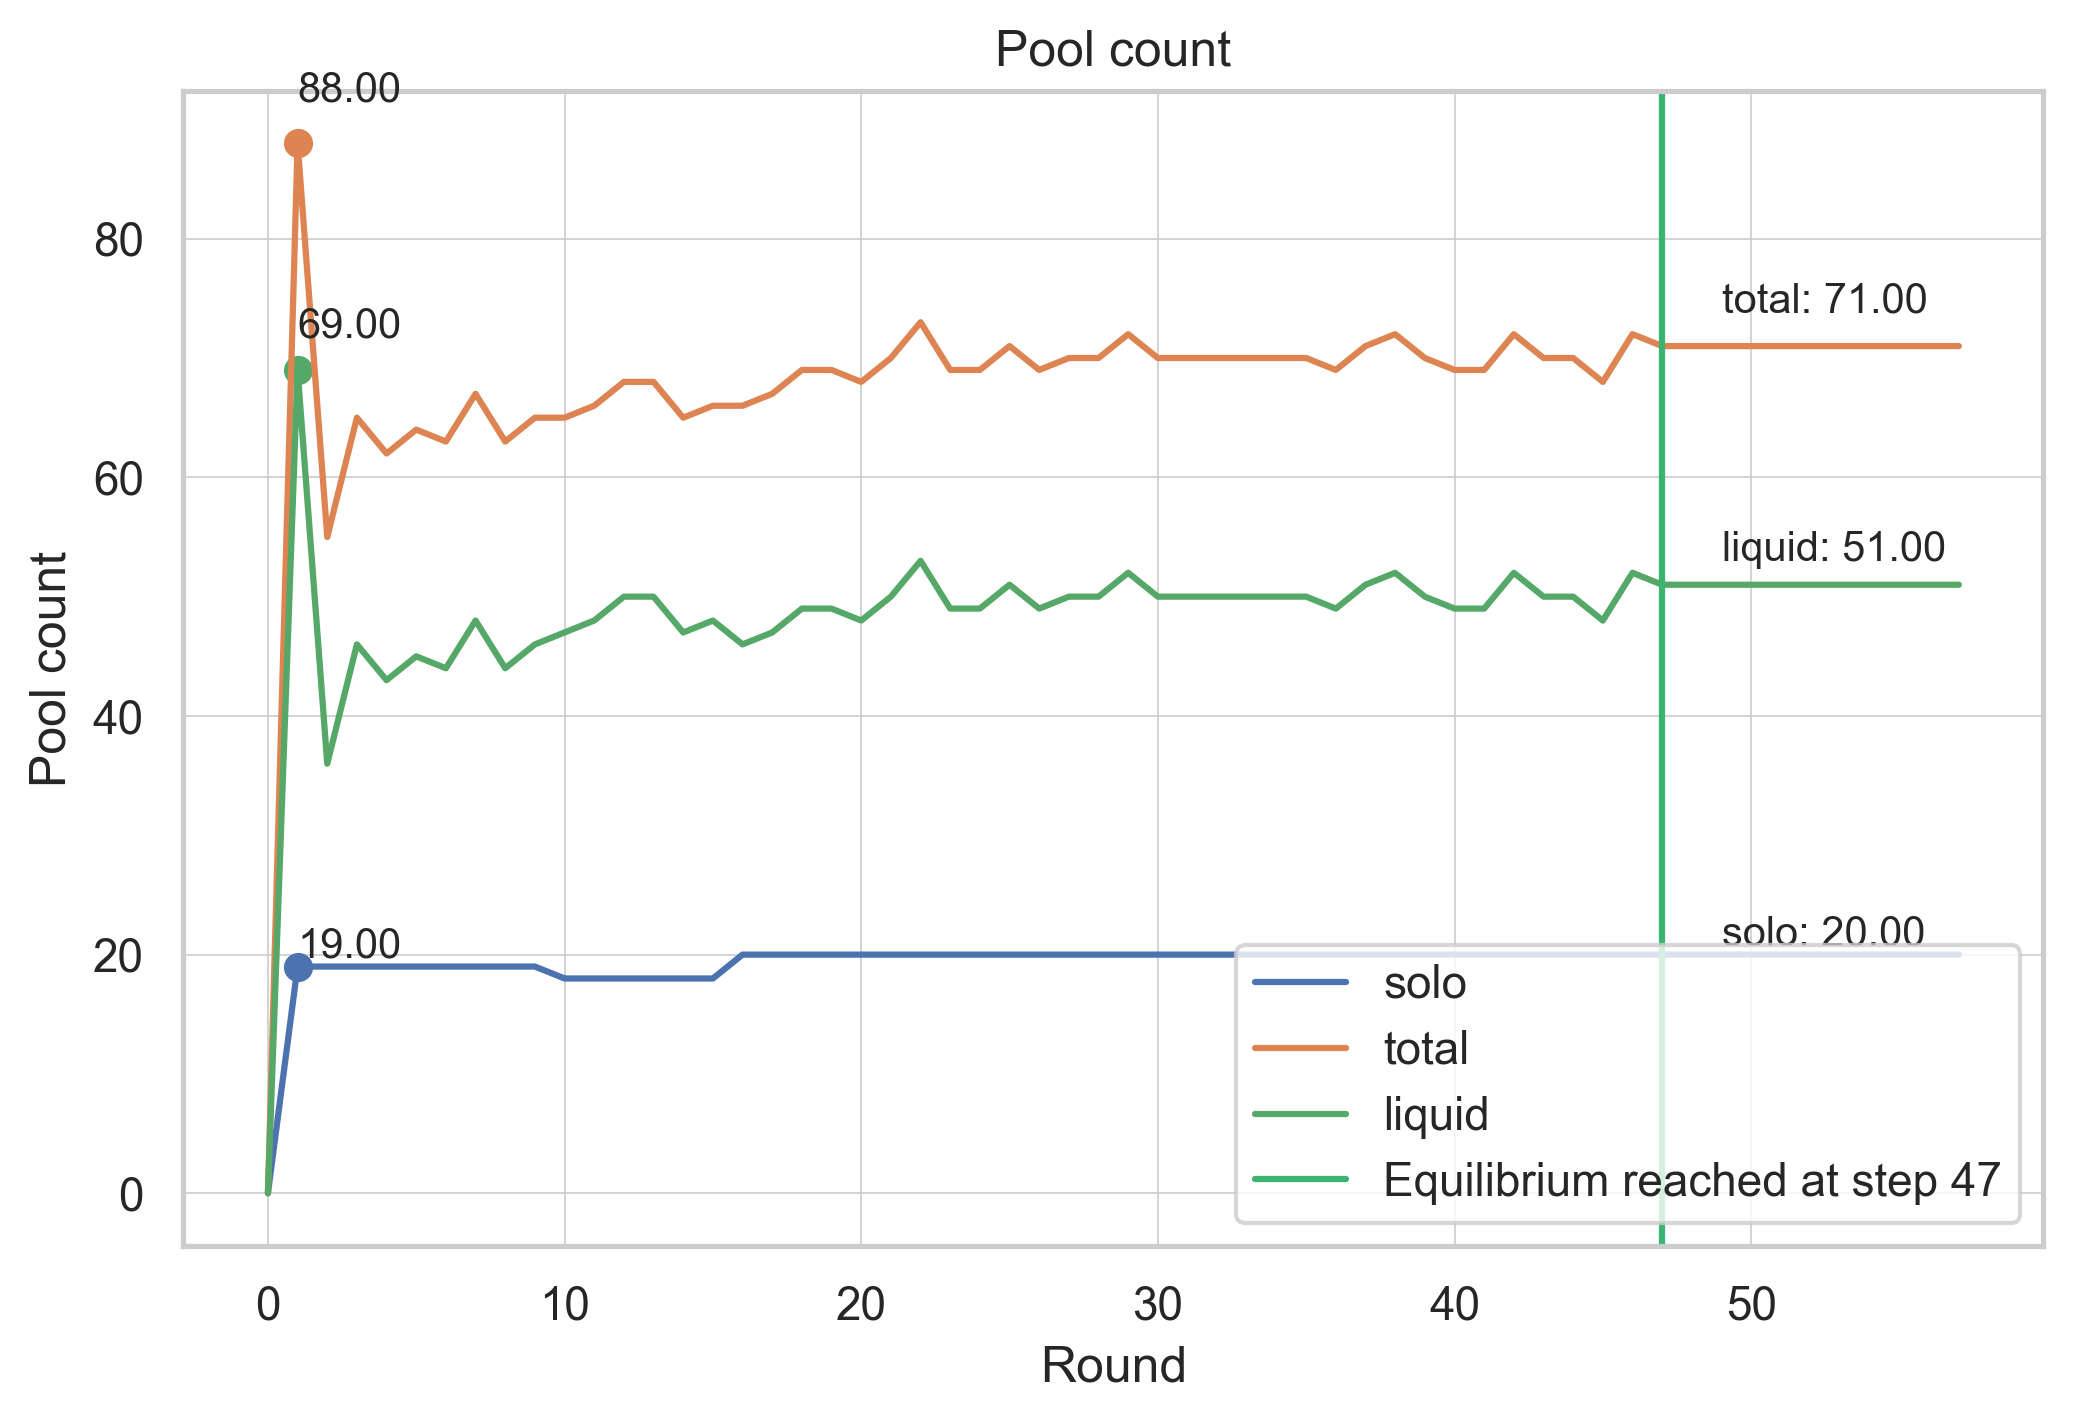 Pool count
88.00
80
total: 71.00
69.00
60
liquid: 51.00
Pool count
40
19.00
solo: 20.00
20
solo
total
liquid
Equilibrium reached at step 47
0
0
10
20
30
40
50
Round